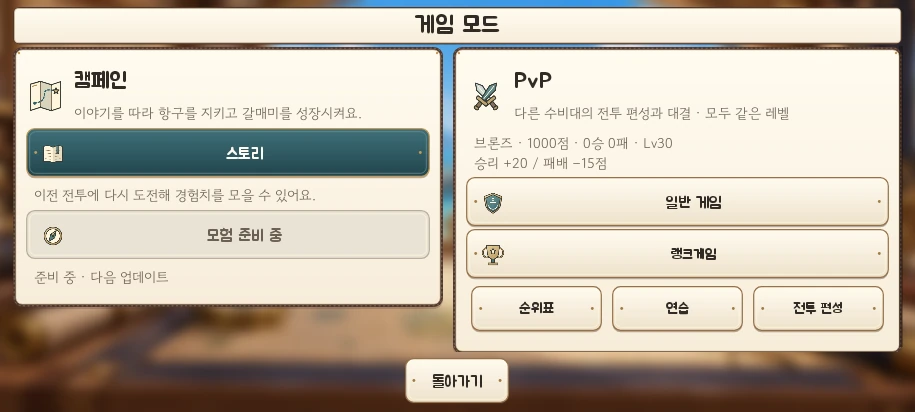 게임 모드
캠페인
이야기를 따라 항구를 지키고 갈매미를 성장시켜요.
스토리
이전 전투에 다시 도전해 경험치를 모을 수 있어요.
모험 준비 중
준비 중 · 다음 업데이트
PvP
다른 수비대의 전투 편성과 대결 · 모두 같은 레벨
브론즈 · 1000점 · 0승 0패 · Lv30
승리 +20 / 패배 −15점
일반 게임
랭크게임
순위표
연습
전투 편성
돌아가기